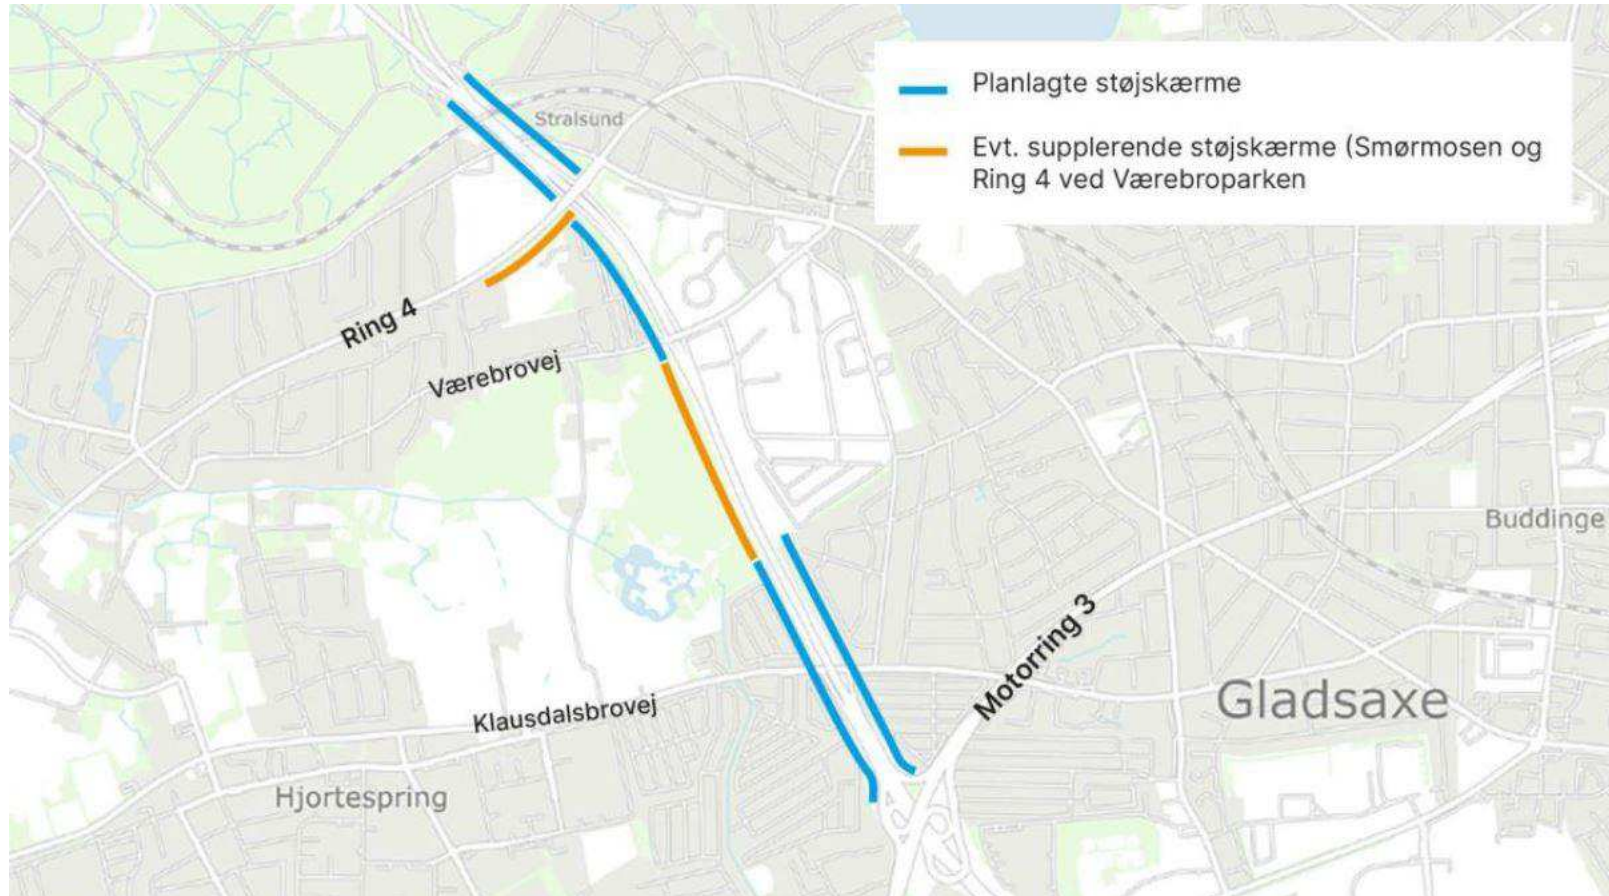 Planlagte støjskærme
Evt. supplerende støjskærme (Smørmosen og
Ring 4 ved Værebroparken
Stralsund
Ring 4
Værebrovej
Buddinge
Motorring 3
Gladsaxe
Klausdalsbrovej
Hjortespring